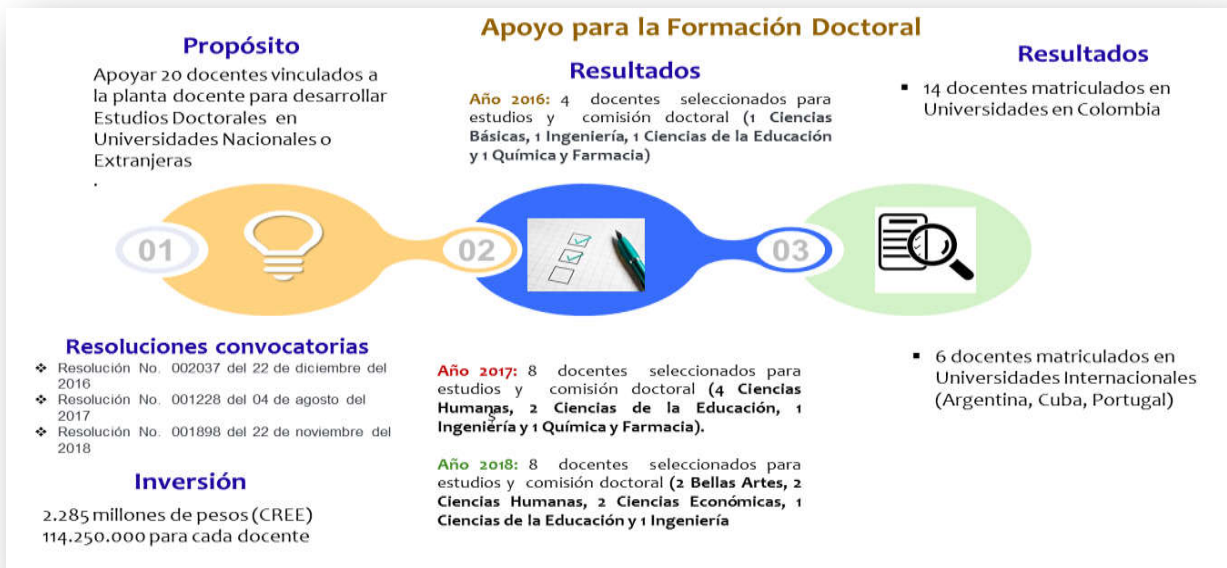 Apoyo para la Formación Doctoral
Propósito
Apoyar 20 docentes vinculados a
la planta docente para desarrollar
Estudios Doctorales en
Universidades Nacionales o
Extranjeras
.
01
Resoluciones convocatorias
❖ Resolución No. 002037 del 22 de diciembre del
2016
❖ Resolución No. 001228 del 04 de agosto del
2017
❖ Resolución No. 001898 del 22 de noviembre del
2018
Inversión
2.285 millones de pesos (CREE)
114.250.000 para cada docente
Resultados
Año 2016: 4 docentes seleccionados para
estudios y comisión doctoral (1 Ciencias
Básicas, 1 Ingeniería, 1 Ciencias de la Educación
y 1 Química y Farmacia)
02
Año 2017: 8 docentes seleccionados para
estudios y comisión doctoral (4 Ciencias
Humanas, 2 Ciencias de la Educación, 1
Ingeniería y 1 Química y Farmacia).
Año 2018: 8 docentes seleccionados para
estudios y comisión doctoral (2 Bellas Artes, 2
Ciencias Humanas, 2 Ciencias Económicas, 1
Ciencias de la Educación y 1 Ingeniería
Resultados
▪ 14 docentes matriculados en
Universidades en Colombia
03
▪ 6 docentes matriculados en
Universidades Internacionales
(Argentina, Cuba, Portugal)